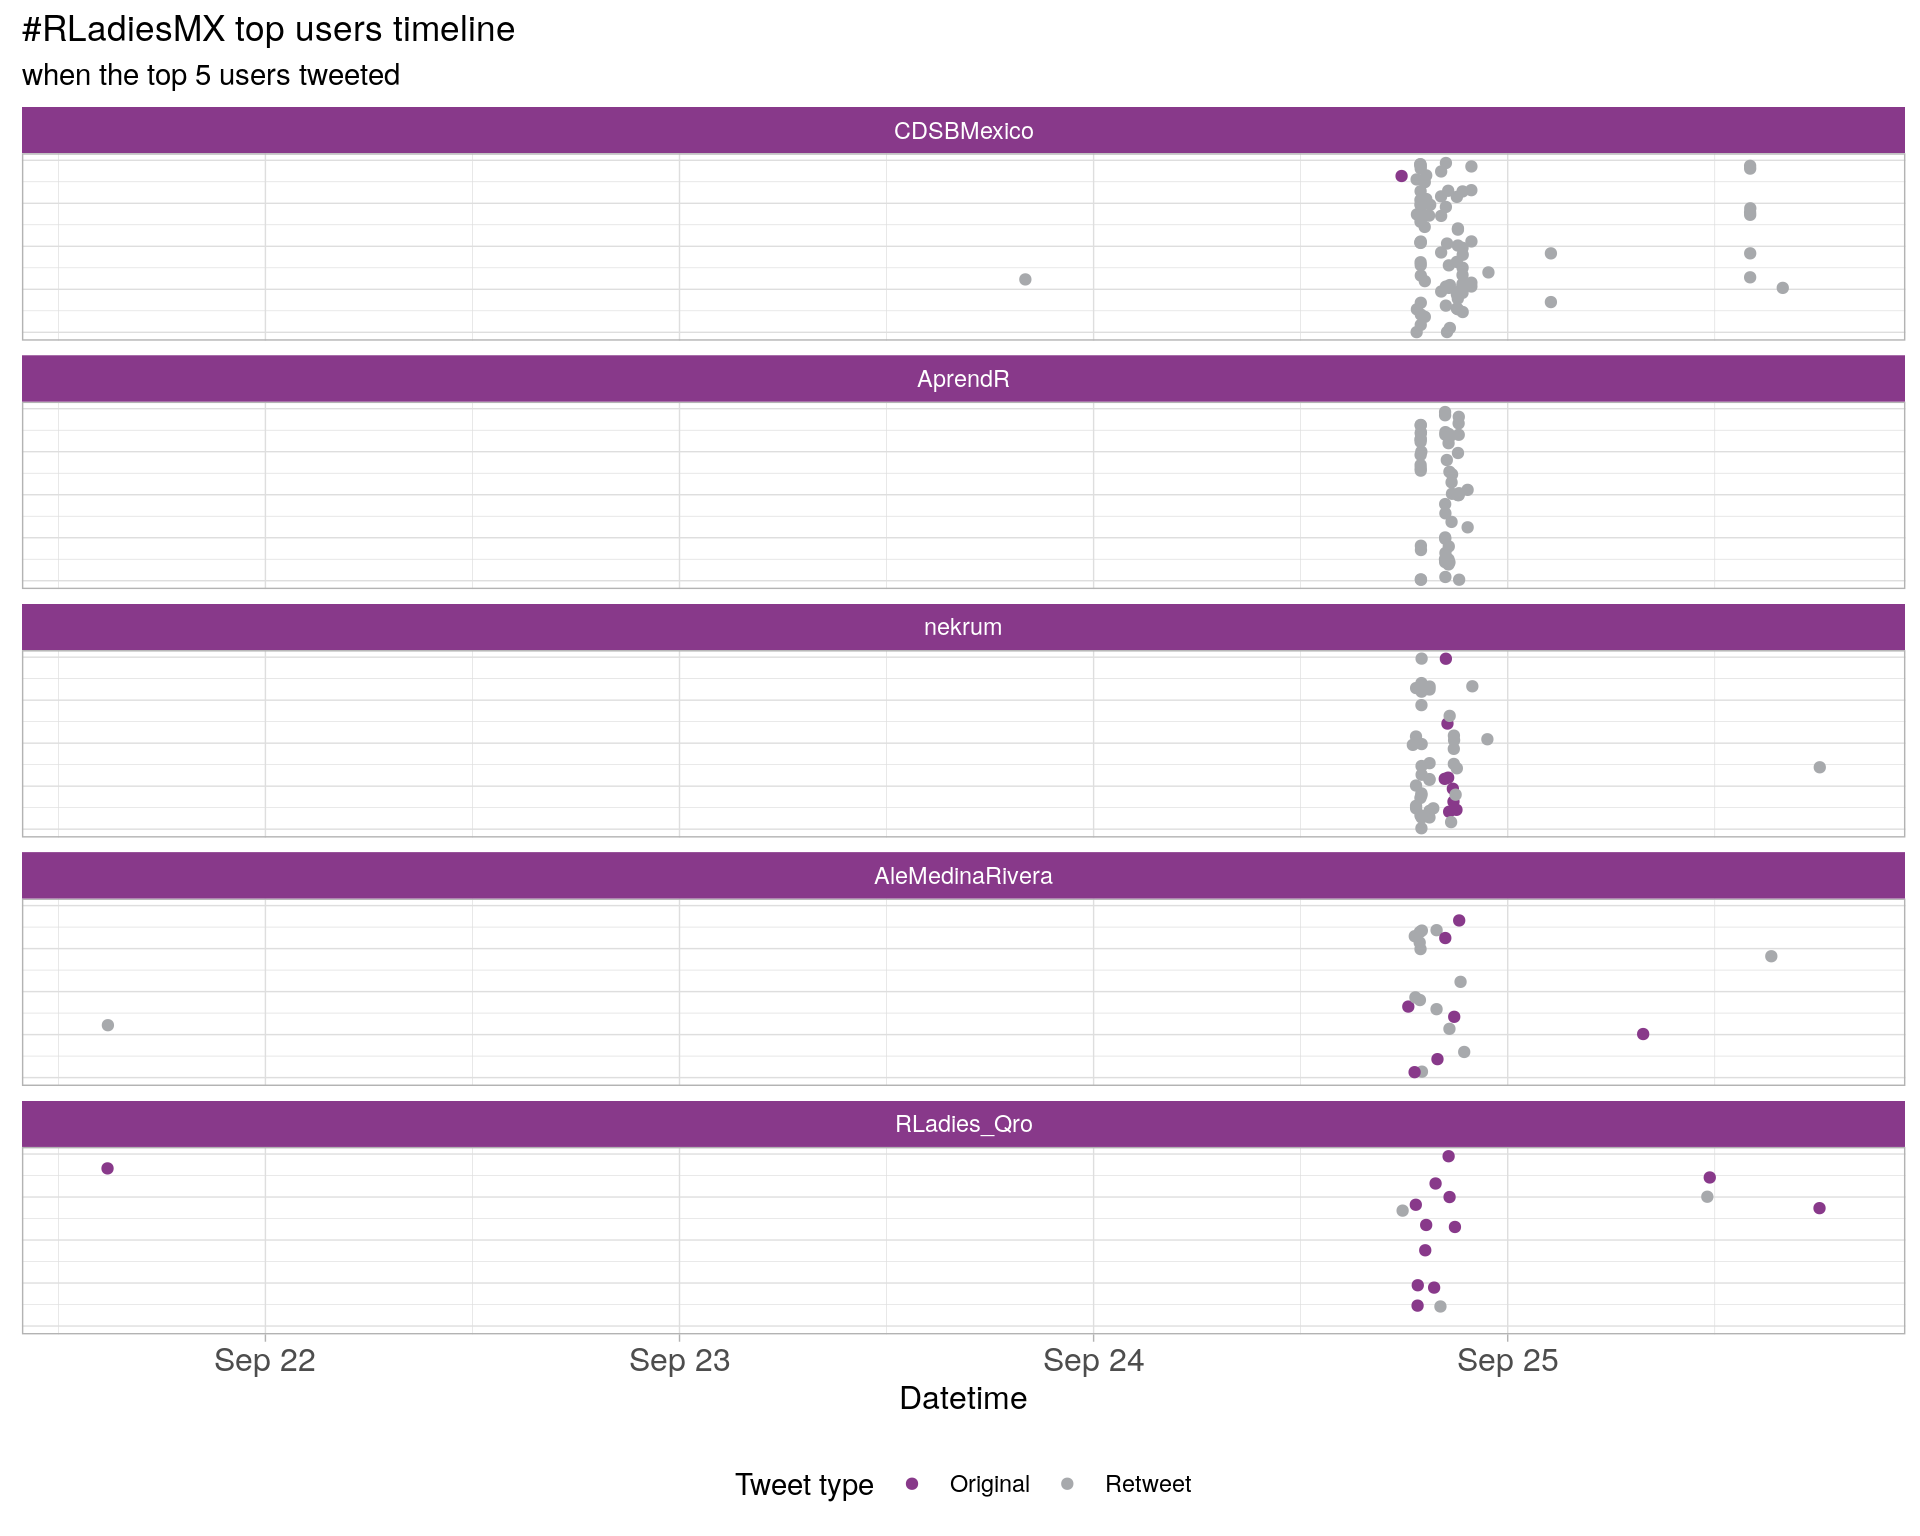 #RLadiesMX top users timeline
when the top 5 users tweeted
CDSBMexico
AprendR
nekrum
AleMedinaRivera
RLadies_Qro
Sep 22 Sep 23 Sep 24 Sep 25
Datetime
Tweet type Original Retweet